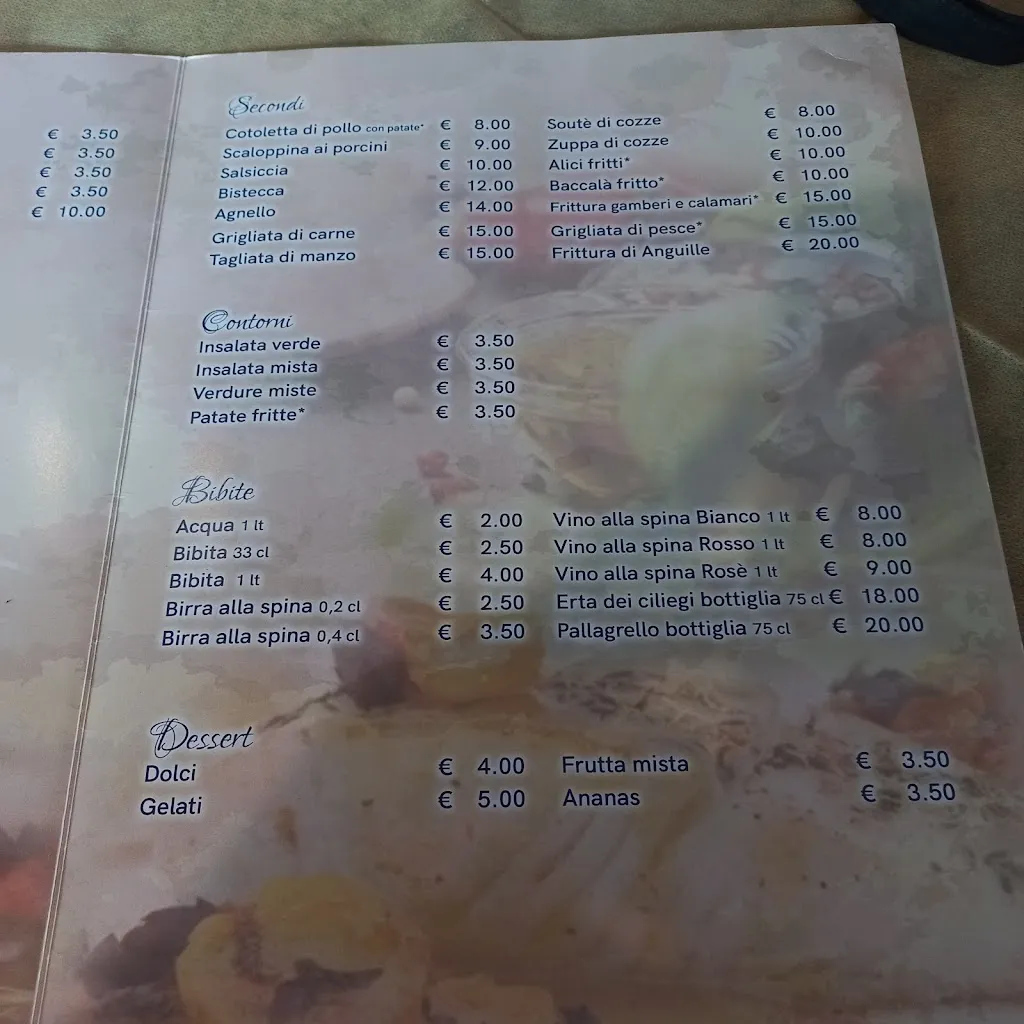 € 3.50
€ 3.50
€ 3.50
€ 3.50
€ 10.00
Secondi
Cotoletta di pollo con patate* € 8.00
Scaloppina ai porcini € 9.00
Salsiccia € 10.00
Bistecca € 12.00
Agnello € 14.00
Grigliata di carne € 15.00
Tagliata di manzo € 15.00
Soutè di cozze € 8.00
Zuppa di cozze € 10.00
Alici fritti* € 10.00
Baccalà fritto* € 10.00
Frittura gamberi e calamari* € 15.00
Grigliata di pesce* € 15.00
Frittura di Anguille € 20.00
Contorni
Insalata verde € 3.50
Insalata mista € 3.50
Verdure miste € 3.50
Patate fritte* € 3.50
Bibite
Acqua 1 lt € 2.00
Bibita 33 cl € 2.50
Bibita 1 lt € 4.00
Birra alla spina 0,2 cl € 2.50
Birra alla spina 0,4 cl € 3.50
Vino alla spina Bianco 1 lt € 8.00
Vino alla spina Rosso 1 lt € 8.00
Vino alla spina Rosè 1 lt € 9.00
Erta dei ciliegi bottiglia 75 cl € 18.00
Pallagrello bottiglia 75 cl € 20.00
Dessert
Dolci € 4.00
Gelati € 5.00
Frutta mista € 3.50
Ananas € 3.50